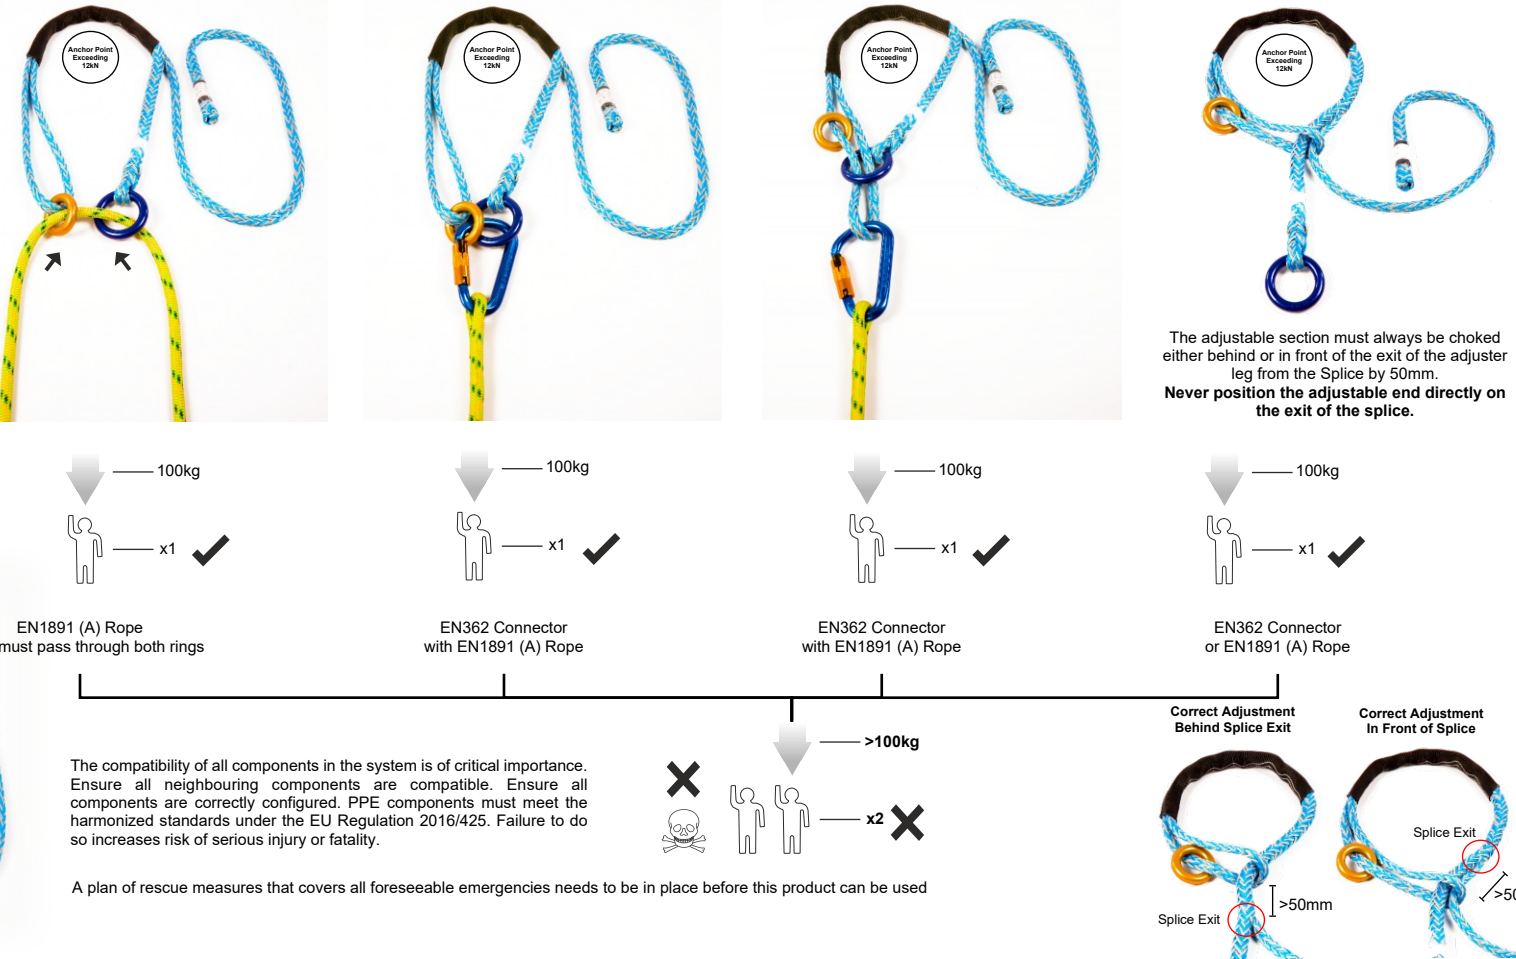 Anchor Point
Exceeding
12kN
Anchor Point
Exceeding
12kN
Anchor Point
Exceeding
12kN
Anchor Point
Exceeding
12kN
The adjustable section must always be choked
either behind or in front of the exit of the adjuster
leg from the Splice by 50mm.
Never position the adjustable end directly on
the exit of the splice.
100kg
x1
100kg
x1
100kg
x1
100kg
x1
EN1891 (A) Rope
must pass through both rings
EN362 Connector
with EN1891 (A) Rope
EN362 Connector
with EN1891 (A) Rope
EN362 Connector
or EN1891 (A) Rope
>100kg
x2
The compatibility of all components in the system is of critical importance.
Ensure all neighbouring components are compatible. Ensure all
components are correctly configured. PPE components must meet the
harmonized standards under the EU Regulation 2016/425. Failure to do
so increases risk of serious injury or fatality.
A plan of rescue measures that covers all foreseeable emergencies needs to be in place before this product can be used
Correct Adjustment
Behind Splice Exit
>50mm
Splice Exit
Correct Adjustment
In Front of Splice
Splice Exit